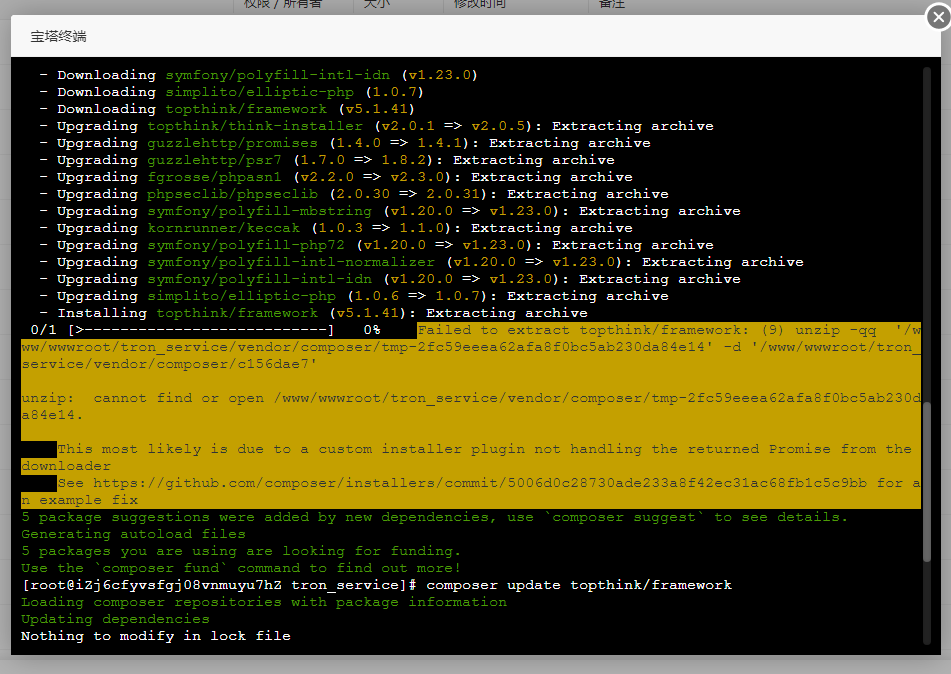 权限 / 所有者 大小 修改时间 备注
宝塔终端
- Downloading symfony/polyfill-intl-idn (v1.23.0)
- Downloading simplito/elliptic-php (1.0.7)
- Downloading topthink/framework (v5.1.41)
- Upgrading topthink/think-installer (v2.0.1 => v2.0.5): Extracting archive
- Upgrading guzzlehttp/promises (1.4.0 => 1.4.1): Extracting archive
- Upgrading guzzlehttp/psr7 (1.7.0 => 1.8.2): Extracting archive
- Upgrading fgrosse/phpasn1 (v2.2.0 => v2.3.0): Extracting archive
- Upgrading phpseclib/phpseclib (2.0.30 => 2.0.31): Extracting archive
- Upgrading symfony/polyfill-mbstring (v1.20.0 => v1.23.0): Extracting archive
- Upgrading kornrunner/keccak (1.0.3 => 1.1.0): Extracting archive
- Upgrading symfony/polyfill-php72 (v1.20.0 => v1.23.0): Extracting archive
- Upgrading symfony/polyfill-intl-normalizer (v1.20.0 => v1.23.0): Extracting archive
- Upgrading symfony/polyfill-intl-idn (v1.20.0 => v1.23.0): Extracting archive
- Upgrading simplito/elliptic-php (1.0.6 => 1.0.7): Extracting archive
- Installing topthink/framework (v5.1.41): Extracting archive
0/1 [>---------------------------] 0% Failed to extract topthink/framework: (9) unzip -qq '/w
ww/wwwroot/tron_service/vendor/composer/tmp-2fc59eeea62afa8f0bc5ab230da84e14' -d '/www/wwwroot/tron_
service/vendor/composer/c156dae7'
unzip: cannot find or open /www/wwwroot/tron_service/vendor/composer/tmp-2fc59eeea62afa8f0bc5ab230d
a84e14.
This most likely is due to a custom installer plugin not handling the returned Promise from the
downloader
See https://github.com/composer/installers/commit/5006d0c28730ade233a8f42ec31ac68fb1c5c9bb for a
n example fix
5 package suggestions were added by new dependencies, use `composer suggest` to see details.
Generating autoload files
5 packages you are using are looking for funding.
Use the `composer fund` command to find out more!
[root@iZj6cfyvsfgj08vnmuyu7hZ tron_service]# composer update topthink/framework
Loading composer repositories with package information
Updating dependencies
Nothing to modify in lock file